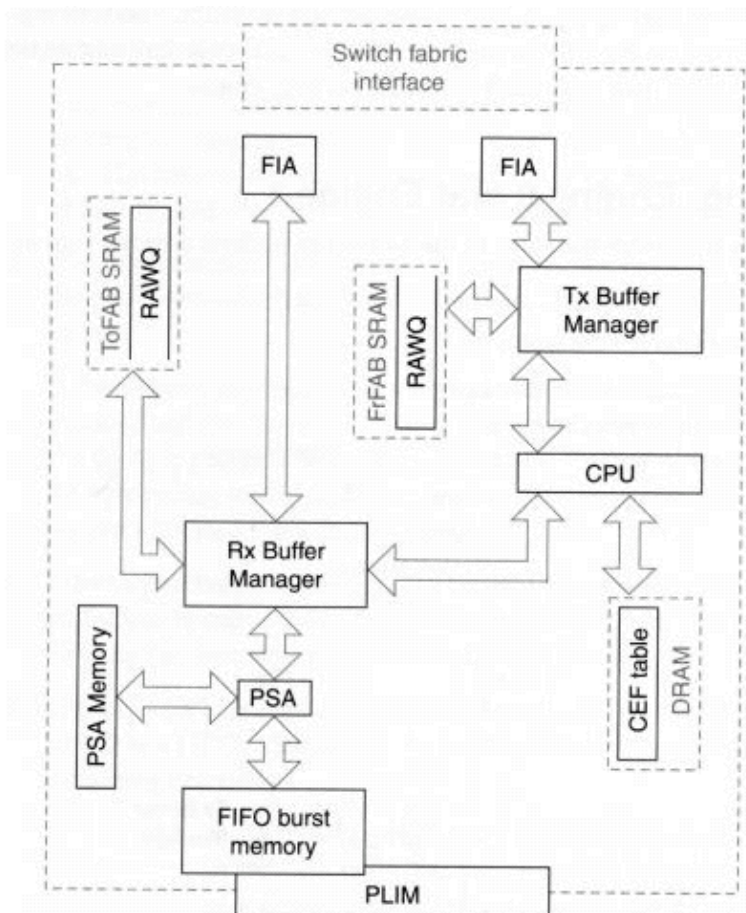 Switch fabric
interface
FIA
FIA
ToFAB SRAM
RAWQ
Tx Buffer
Manager
FrFAB SRAM
RAWQ
CPU
Rx Buffer
Manager
PSA Memory
PSA
CEF table
DRAM
FIFO burst
memory
PLIM